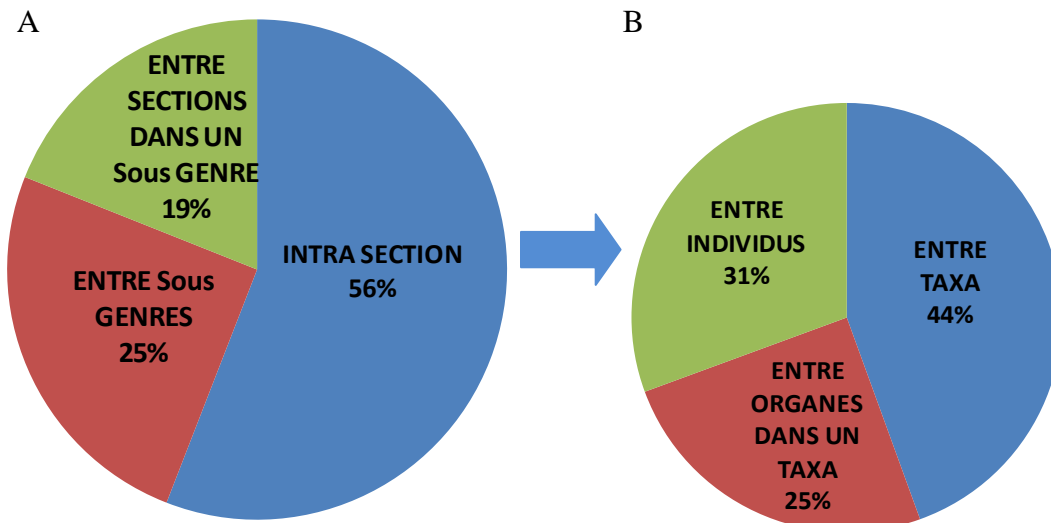 A
ENTRE
SECTIONS
DANS UN
Sous GENRE
19%
INTRA SECTION
56%
ENTRE Sous
GENRES
25%
B
ENTRE
INDIVIDUS
31%
ENTRE
TAXA
44%
ENTRE
ORGANES
DANS UN
TAXA
25%